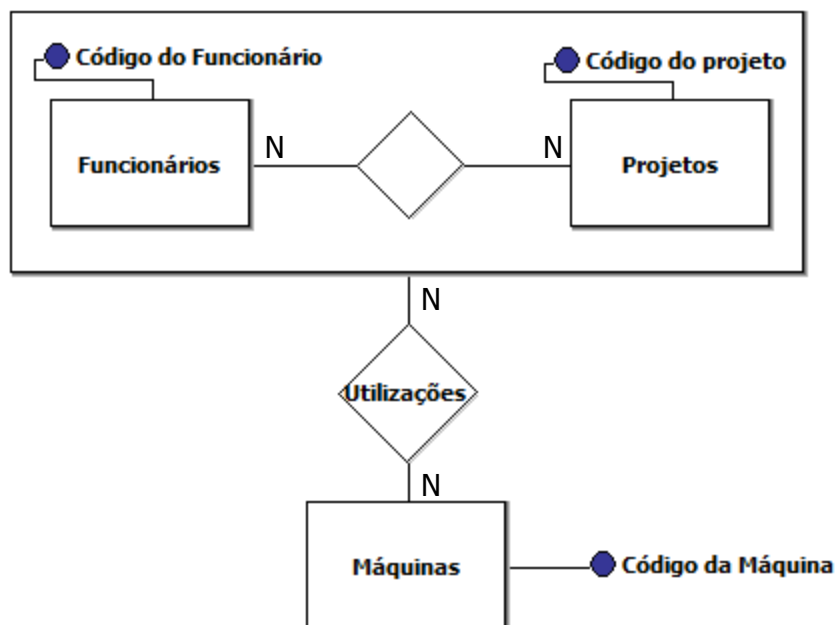 Código do Funcionário
Código do projeto
Funcionários
N
N
Projetos
N
Utilizações
N
Máquinas
Código da Máquina